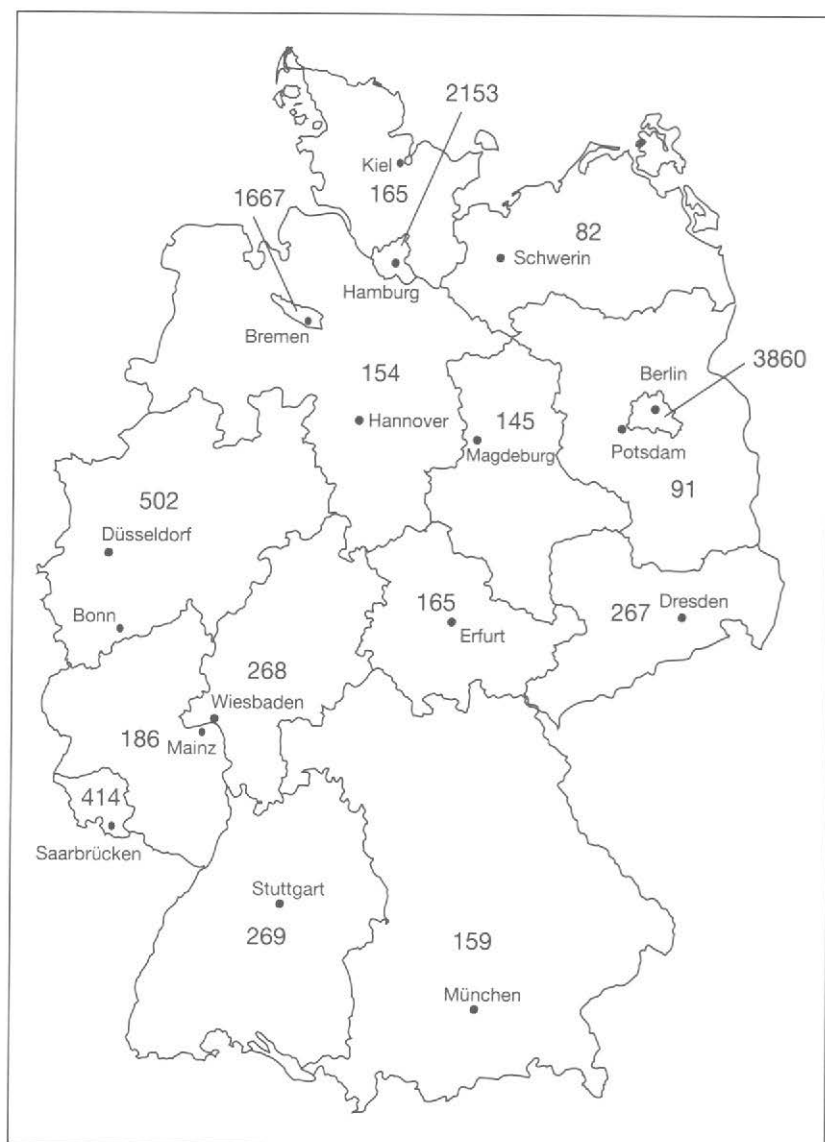 2153
Kiel
165
1667
82
Schwerin
Hamburg
Bremen
154
Berlin
3860
Hannover
145
Magdeburg
Potsdam
502
91
Düsseldorf
Bonn
165
Erfurt
267
Dresden
268
Wiesbaden
186
Mainz
414
Saarbrücken
Stuttgart
269
159
München